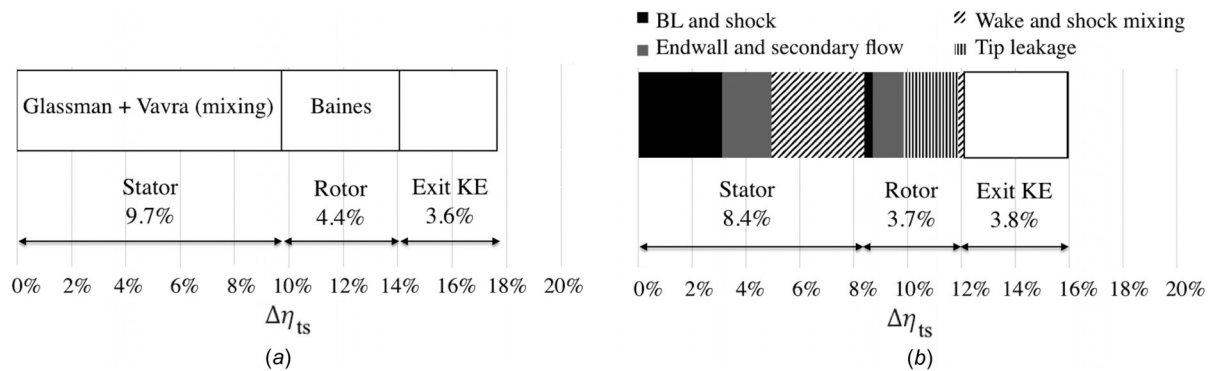 Glassman + Vavra (mixing) Baines
Stator Rotor Exit KE
9.7% 4.4% 3.6%
0% 2% 4% 6% 8% 10% 12% 14% 16% 18% 20%
Δηts
(a)
BL and shock Wake and shock mixing
Endwall and secondary flow Tip leakage
Stator Rotor Exit KE
8.4% 3.7% 3.8%
0% 2% 4% 6% 8% 10% 12% 14% 16% 18% 20%
Δηts
(b)